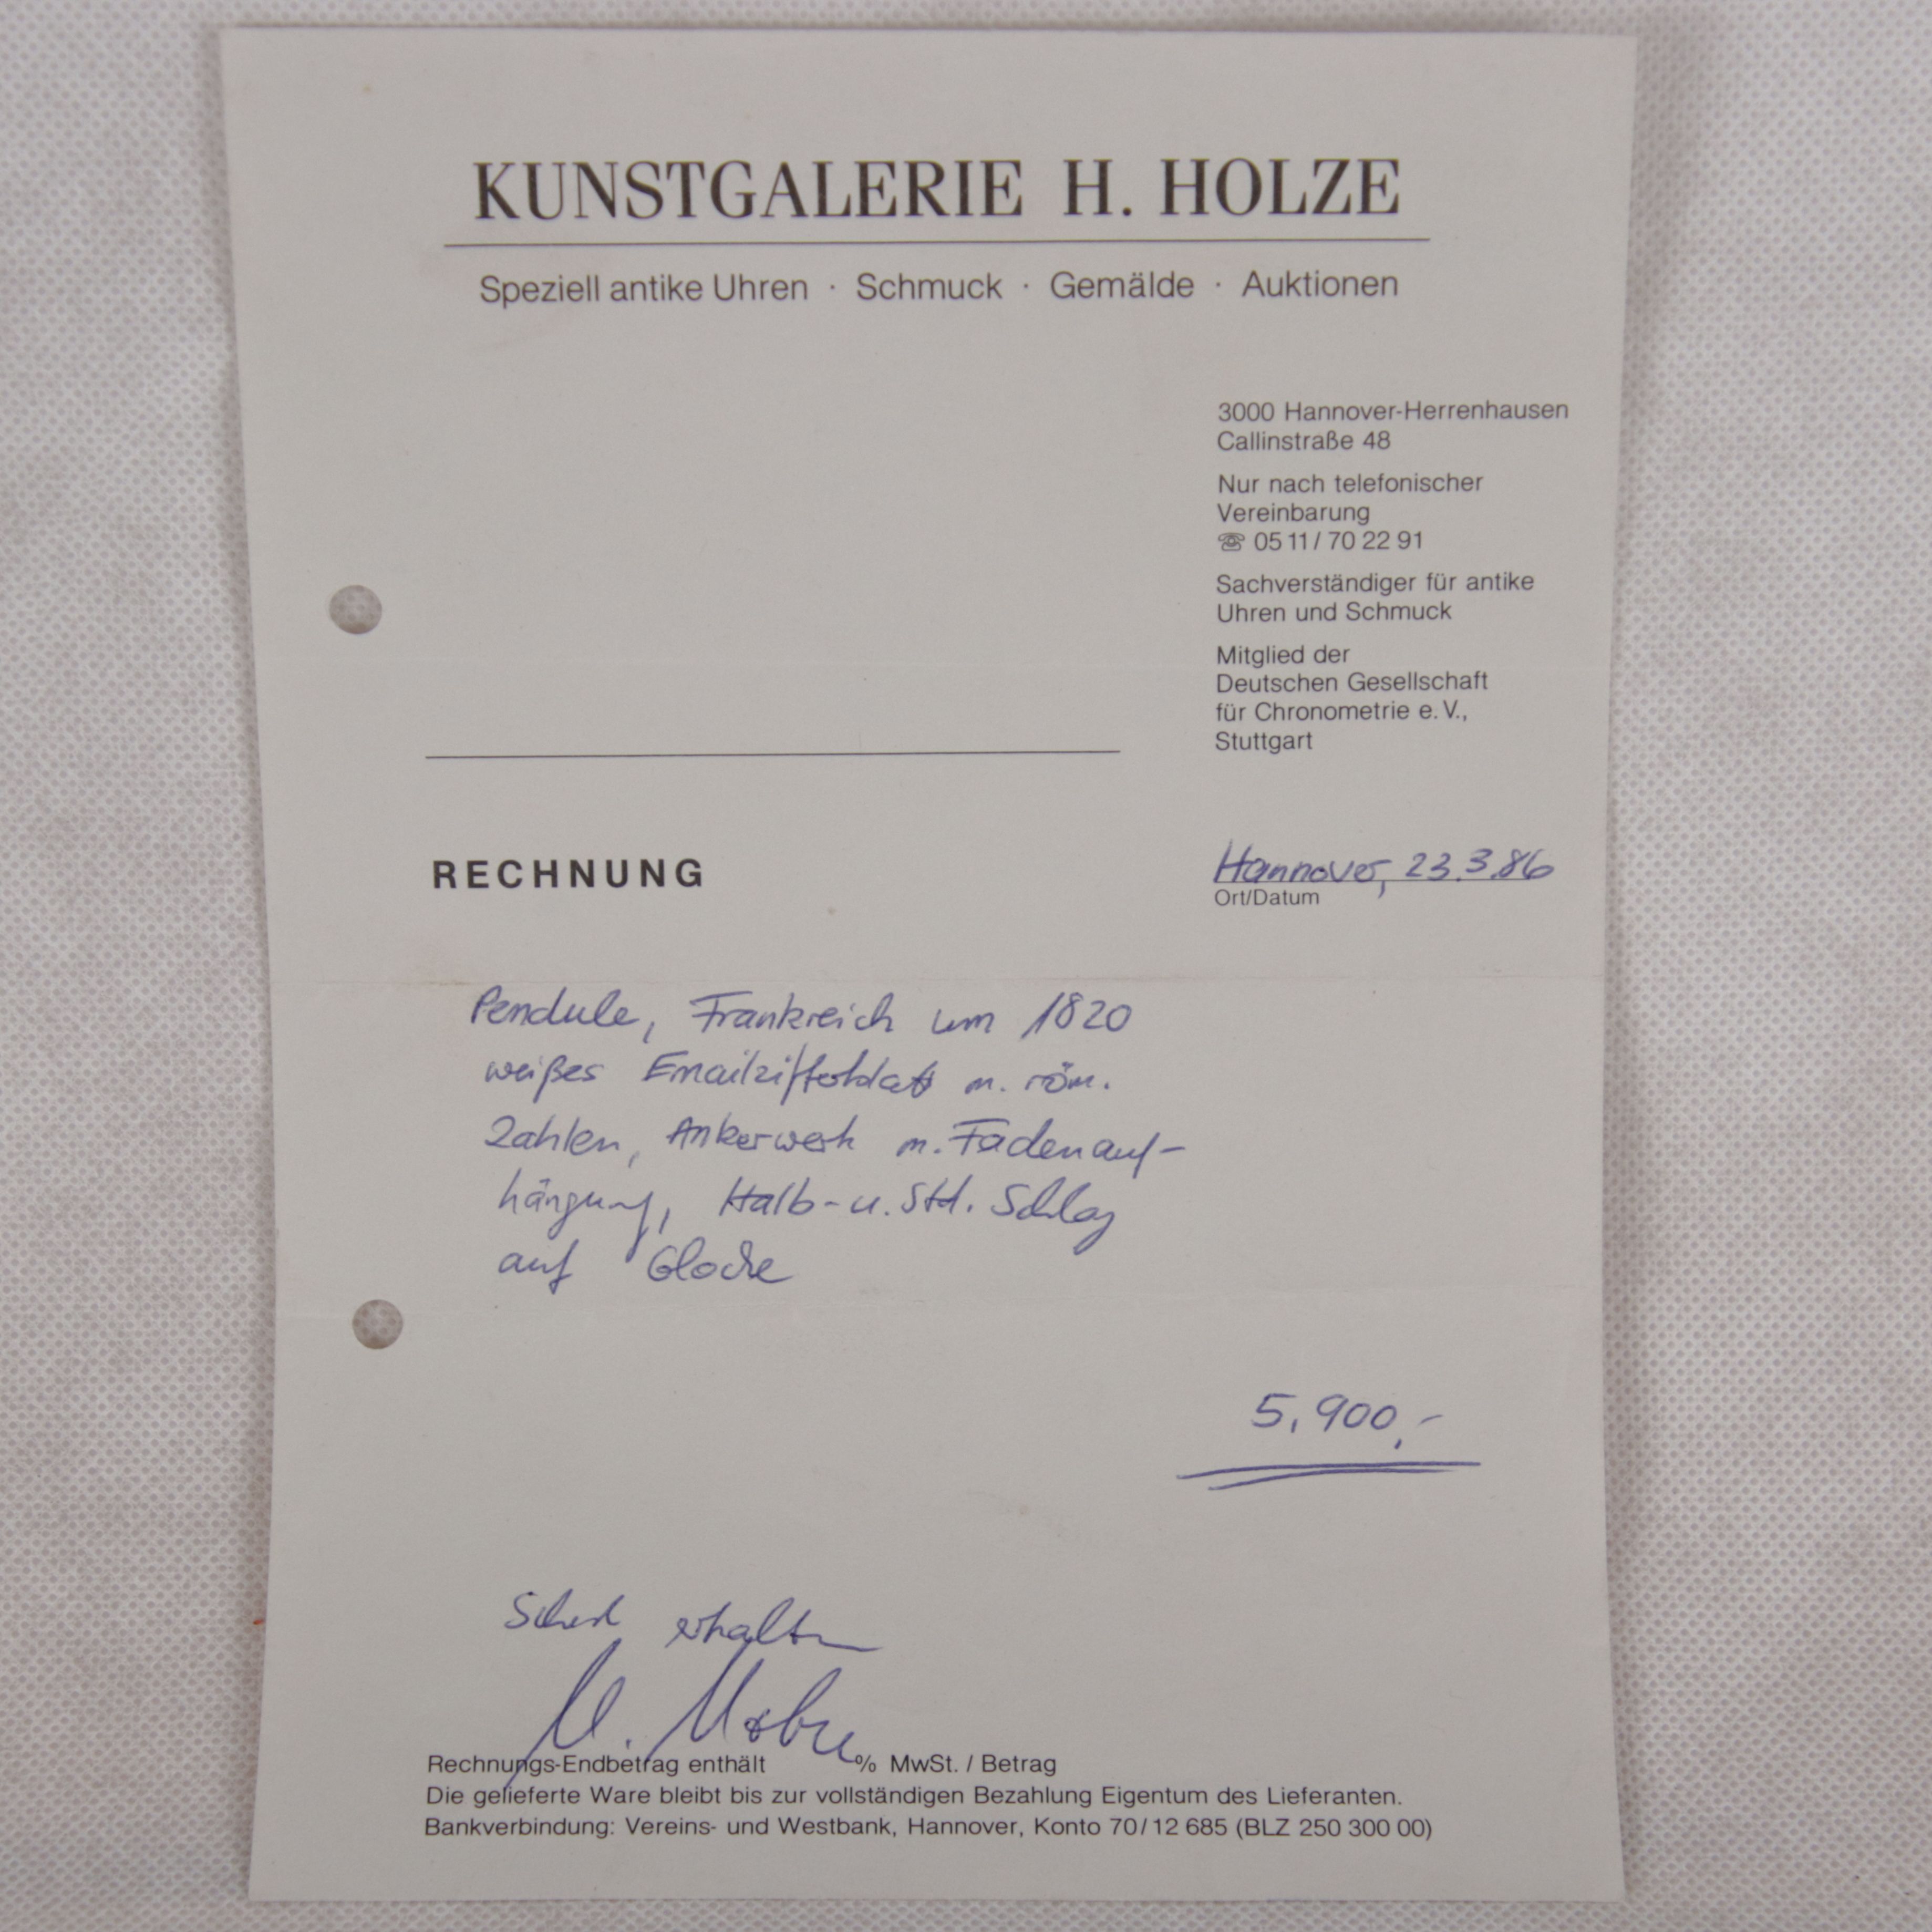 KUNSTGALERIE H. HOLZE
Speziell antike Uhren · Schmuck · Gemälde · Auktionen
3000 Hannover-Herrenhausen
Callinstraße 48
Nur nach telefonischer
Vereinbarung
☏ 05 11 / 70 22 91
Sachverständiger für antike
Uhren und Schmuck
Mitglied der
Deutschen Gesellschaft
für Chronometrie e. V.,
Stuttgart
RECHNUNG
Hannover, 23.3.86
Ort/Datum
Pendule, Frankreich um 1820
weißes Emailzifferblatt m. röm.
Zahlen, Ankerwerk m. Fadenauf-
hängung, Halb- u. Std. Schlag
auf Glocke
5,900,-
Scheck erhalten
Rechnungs-Endbetrag enthält % MwSt. / Betrag
Die gelieferte Ware bleibt bis zur vollständigen Bezahlung Eigentum des Lieferanten.
Bankverbindung: Vereins- und Westbank, Hannover, Konto 70/12 685 (BLZ 250 300 00)